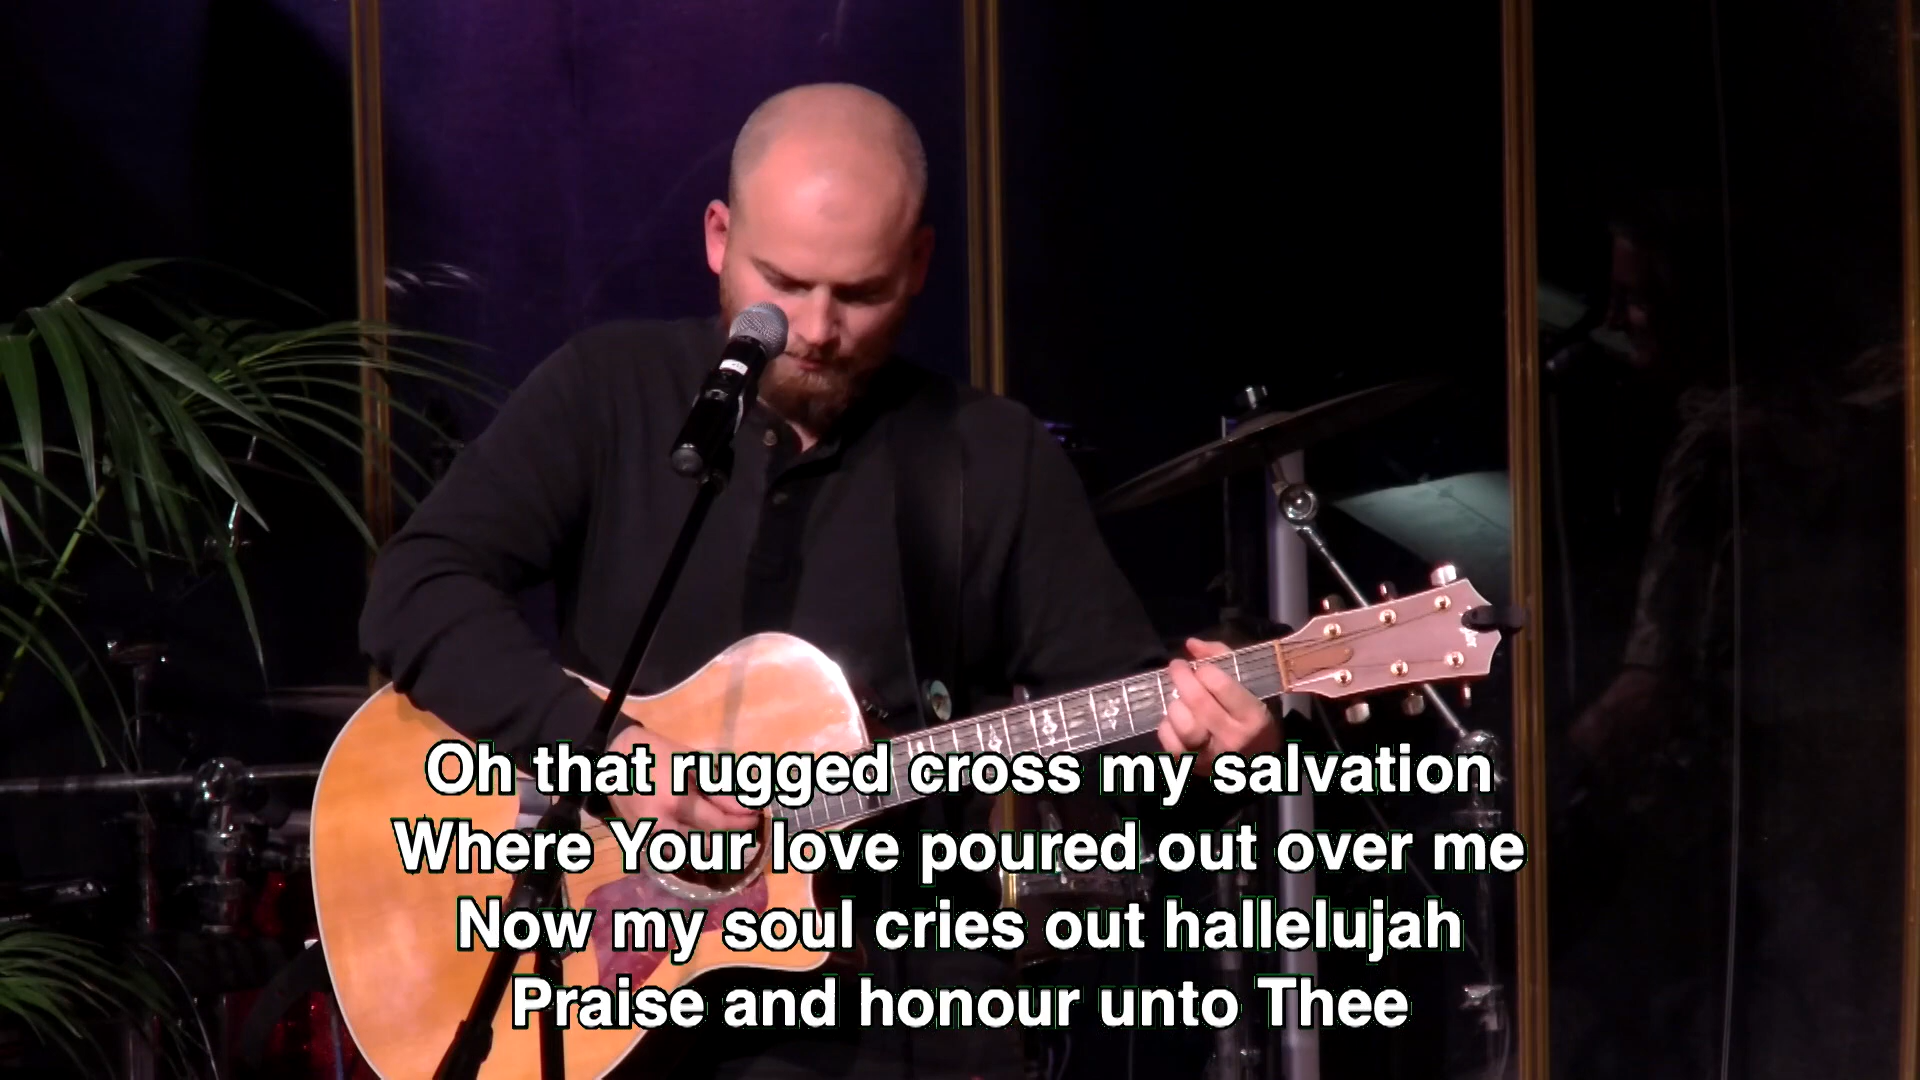 Oh that rugged cross my salvation
Where Your love poured out over me
Now my soul cries out hallelujah
Praise and honour unto Thee